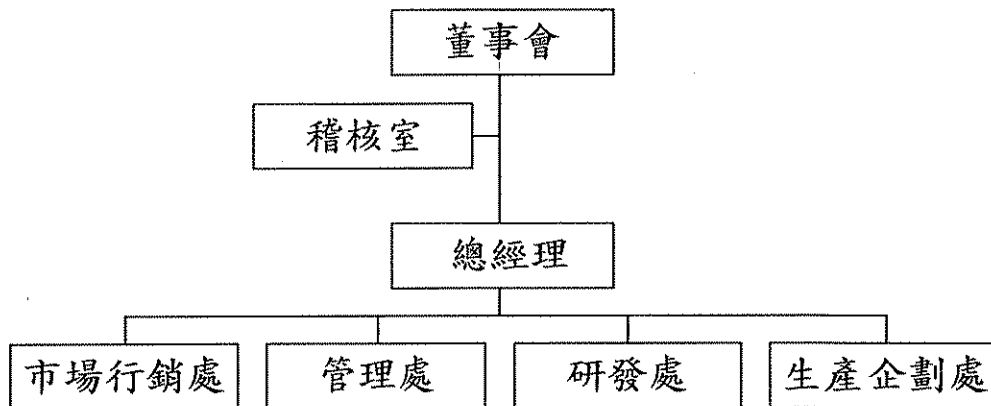 董事會
稽核室
總經理
市場行銷處
管理處
研發處
生產企劃處